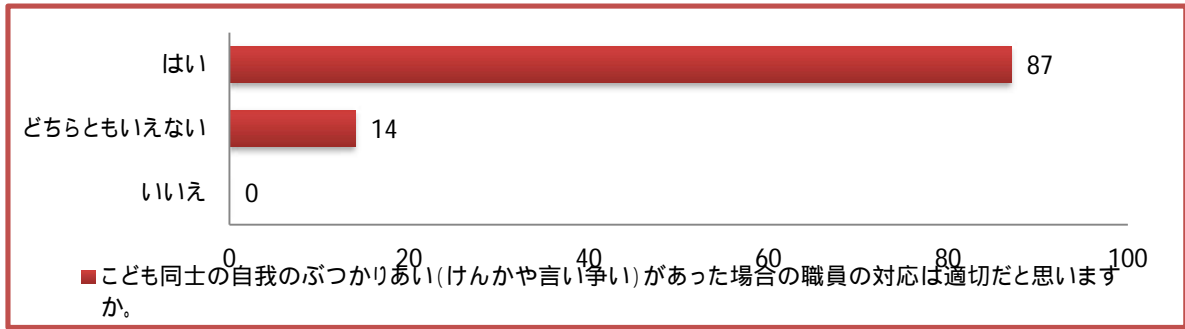 はい
87
どちらともいえない
14
いいえ
0
0 20 40 60 80 100
こども同士の自我のぶつかりあい(けんかや言い争い)があった場合の職員の対応は適切だと思います
か。